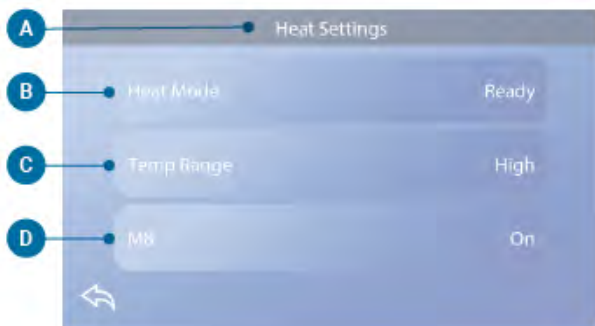 A Heat Settings
B Heat Mode Ready
C Temp Range High
D M8 On